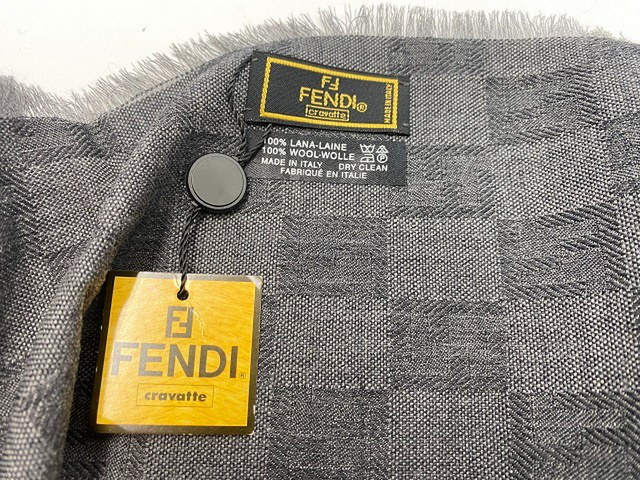 FF
FENDI®
cravatte
MADE IN ITALY
100% LANA-LAINE
100% WOOL-WOLLE
MADE IN ITALY DRY CLEAN
FABRIQUÉ EN ITALIE
FF
FENDI®
cravatte